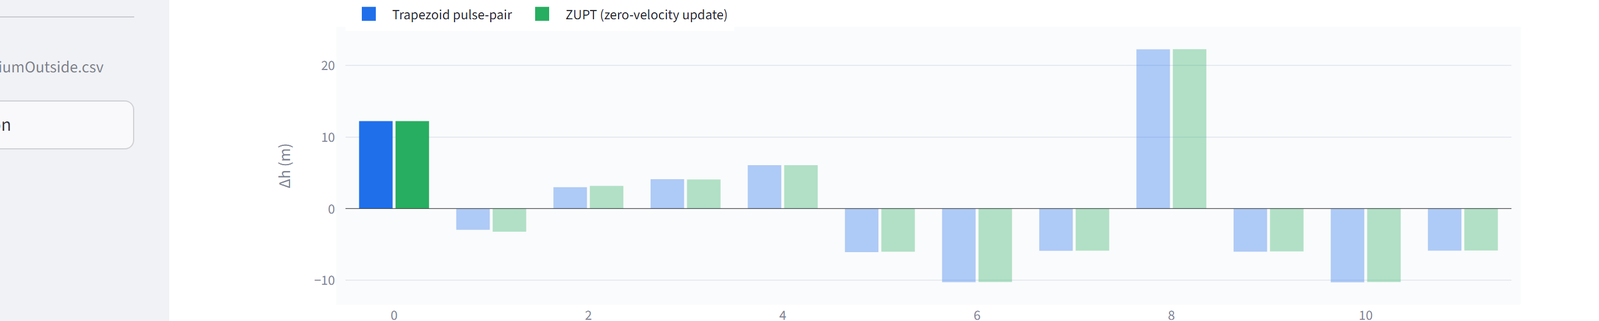 Trapezoid pulse-pair
ZUPT (zero-velocity update)
iumOutside.csv
n
Δh (m)
20
10
0
−10
0 2 4 6 8 10